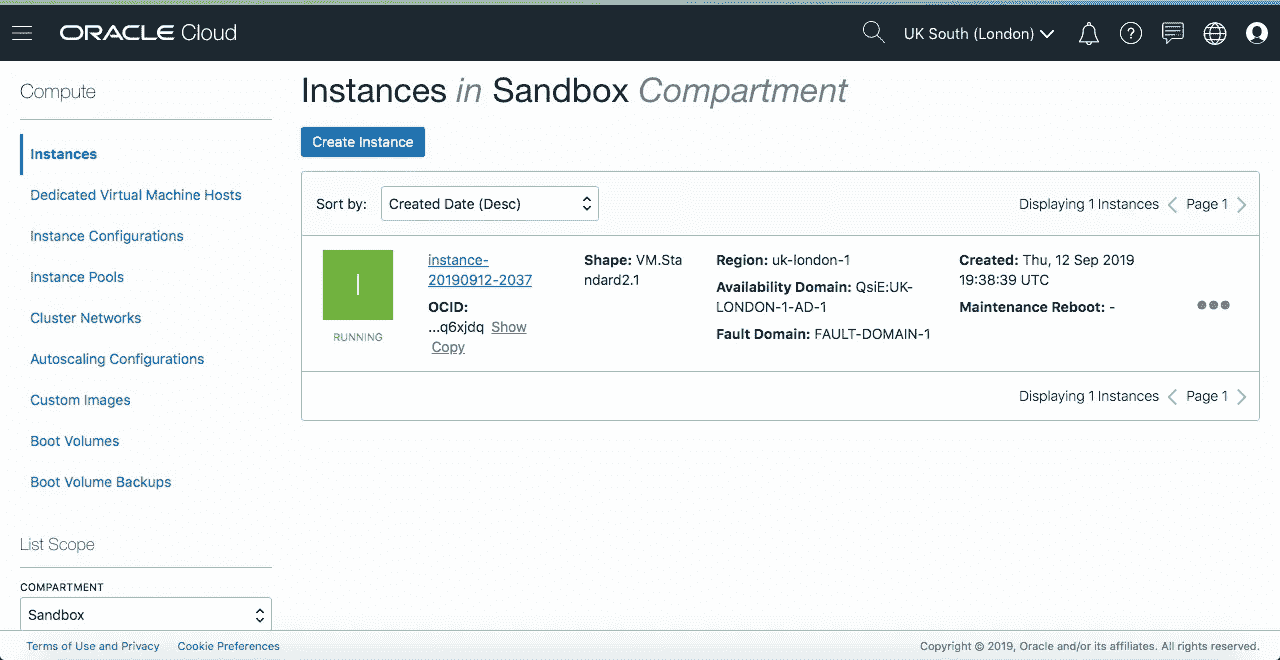 ORACLE Cloud
UK South (London)
Compute
Instances
Dedicated Virtual Machine Hosts
Instance Configurations
Instance Pools
Cluster Networks
Autoscaling Configurations
Custom Images
Boot Volumes
Boot Volume Backups
List Scope
COMPARTMENT
Sandbox
Instances in Sandbox Compartment
Create Instance
Sort by: Created Date (Desc)
Displaying 1 Instances Page 1
I
RUNNING
instance-
20190912-2037
OCID:
...q6xjdq Show
Copy
Shape: VM.Sta
ndard2.1
Region: uk-london-1
Availability Domain: QsiE:UK-
LONDON-1-AD-1
Fault Domain: FAULT-DOMAIN-1
Created: Thu, 12 Sep 2019
19:38:39 UTC
Maintenance Reboot: -
Displaying 1 Instances Page 1
Terms of Use and Privacy Cookie Preferences
Copyright © 2019, Oracle and/or its affiliates. All rights reserved.